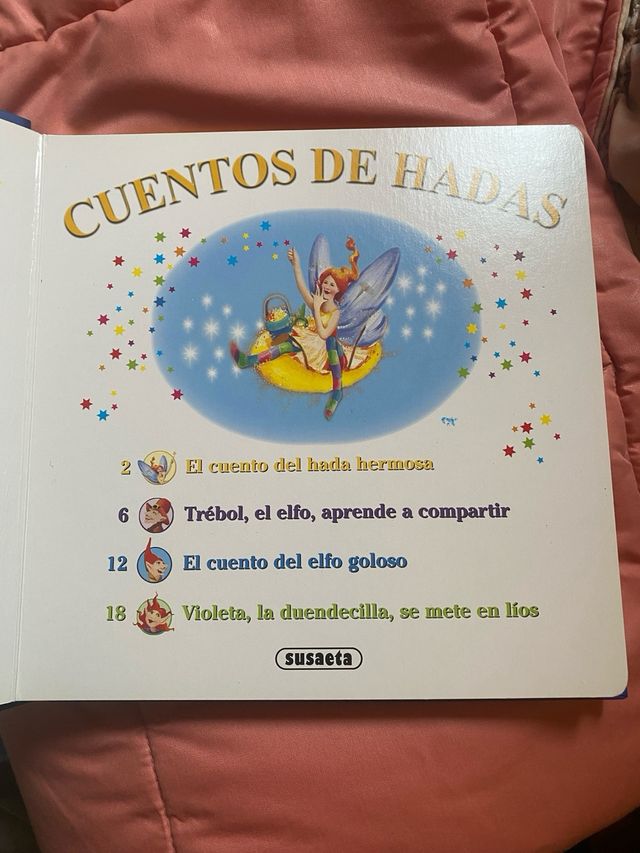 CUENTOS DE HADAS
2 El cuento del hada hermosa
6 Trébol, el elfo, aprende a compartir
12 El cuento del elfo goloso
18 Violeta, la duendecilla, se mete en líos
susaeta